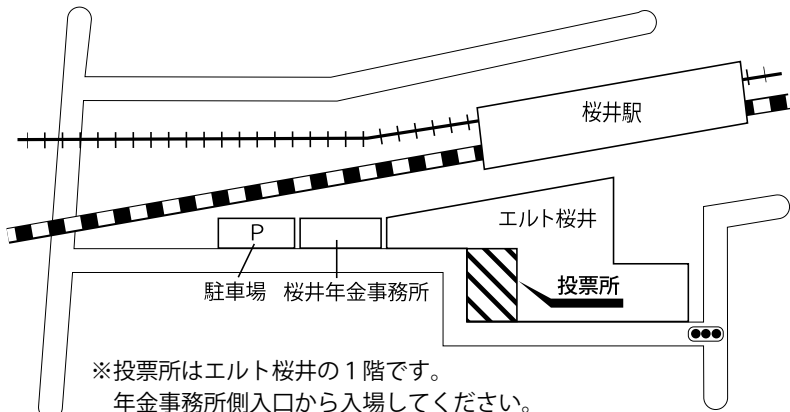 桜井駅
エルト桜井
P
駐車場
桜井年金事務所
投票所
※投票所はエルト桜井の１階です。
年金事務所側入口から入場してください。